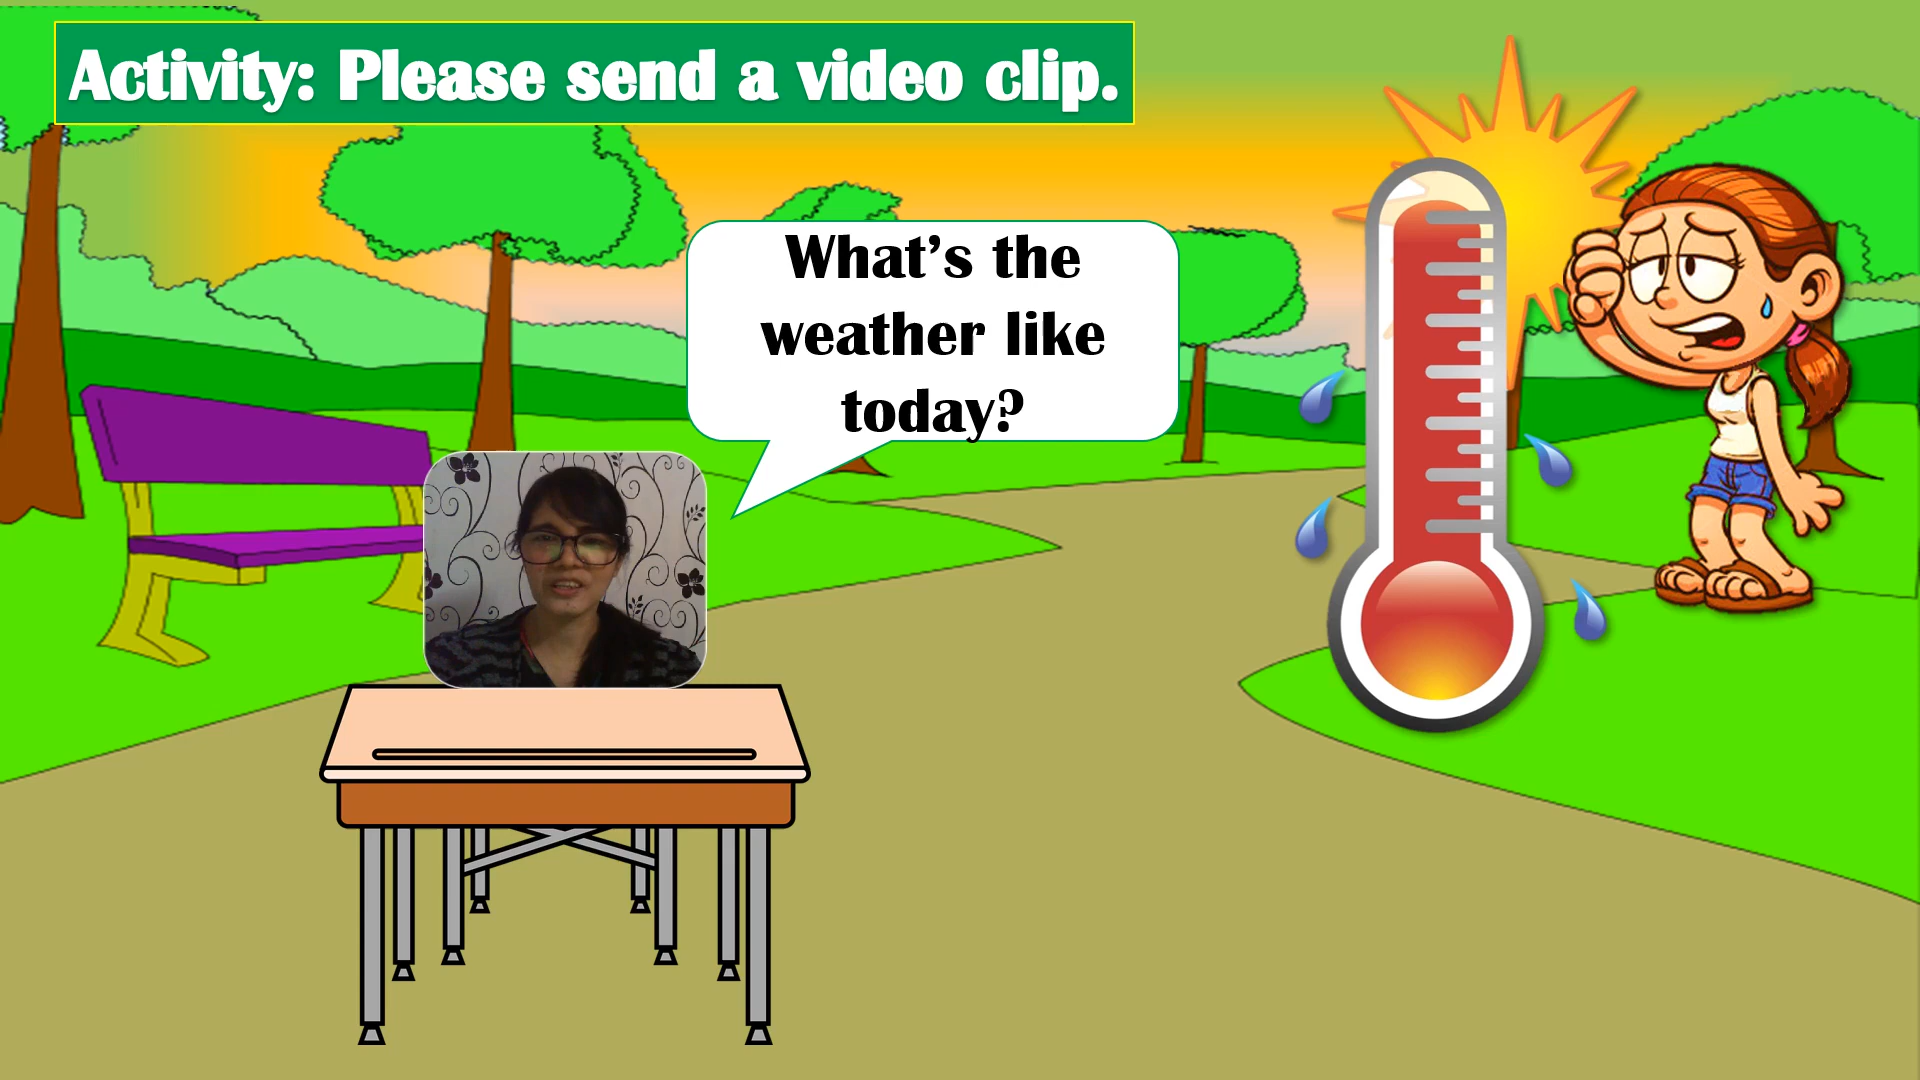 Activity: Please send a video clip.
What’s the
weather like
today?